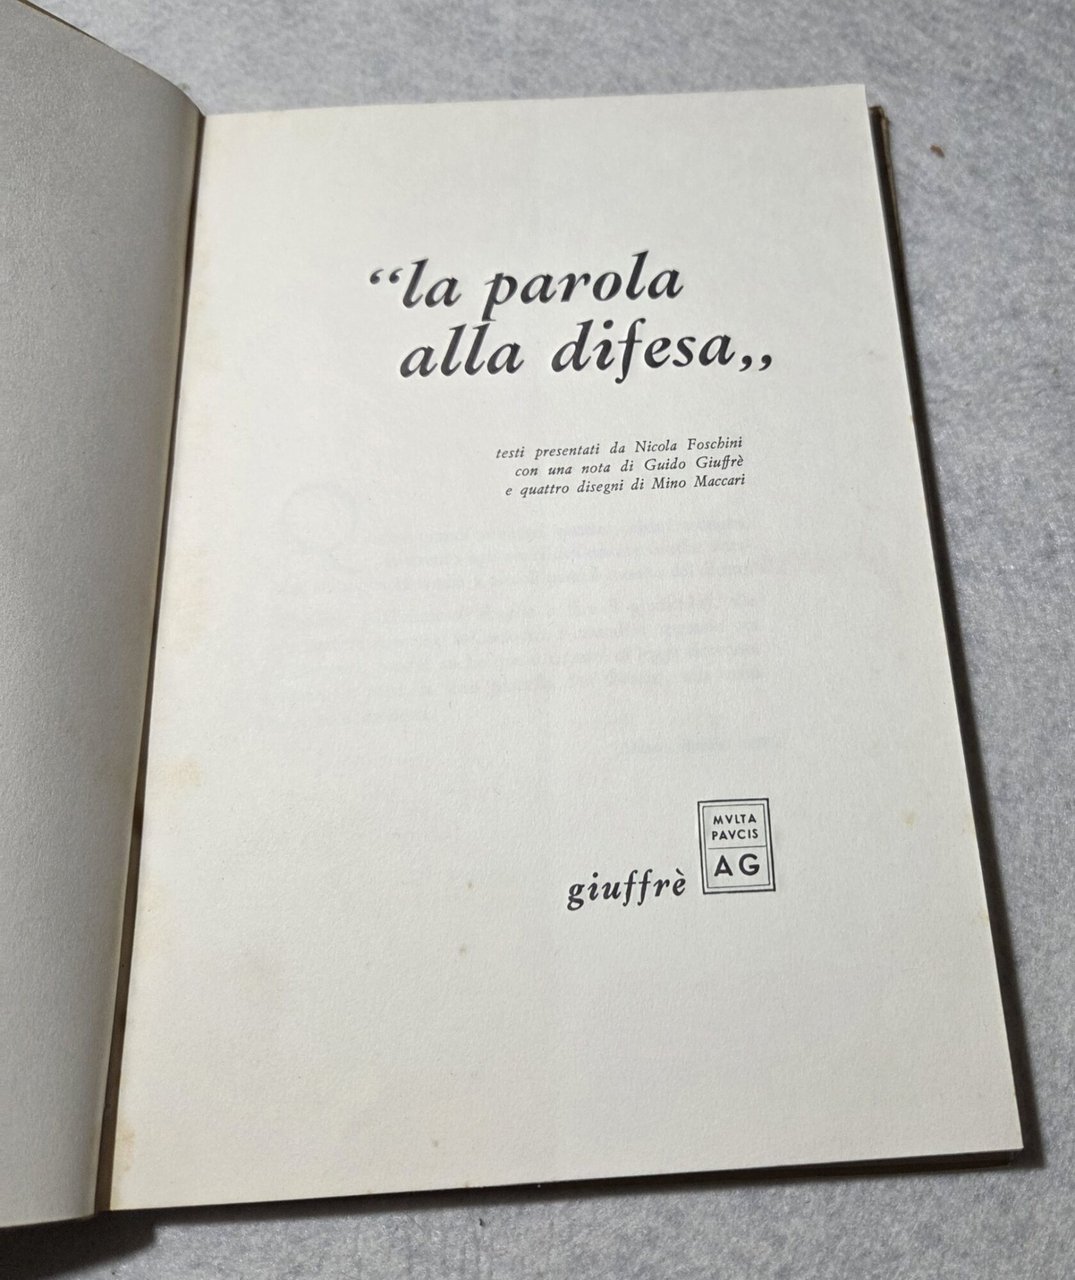 “la parola
alla difesa„
testi presentati da Nicola Foschini
con una nota di Guido Giuffrè
e quattro disegni di Mino Maccari
MVLTA
PAVCIS
AG
giuffrè